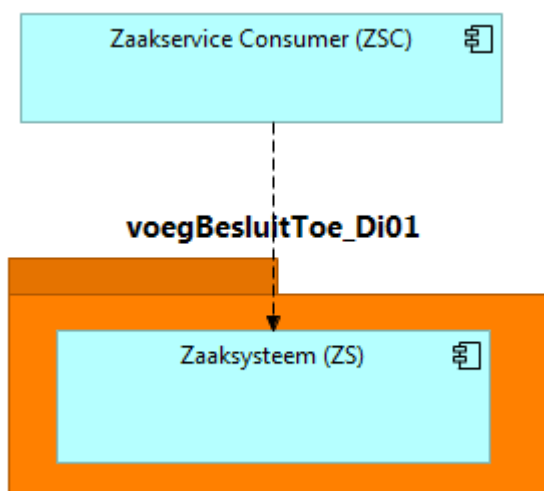 Zaakservice Consumer (ZSC)
voegBesluitToe_Di01
Zaaksysteem (ZS)